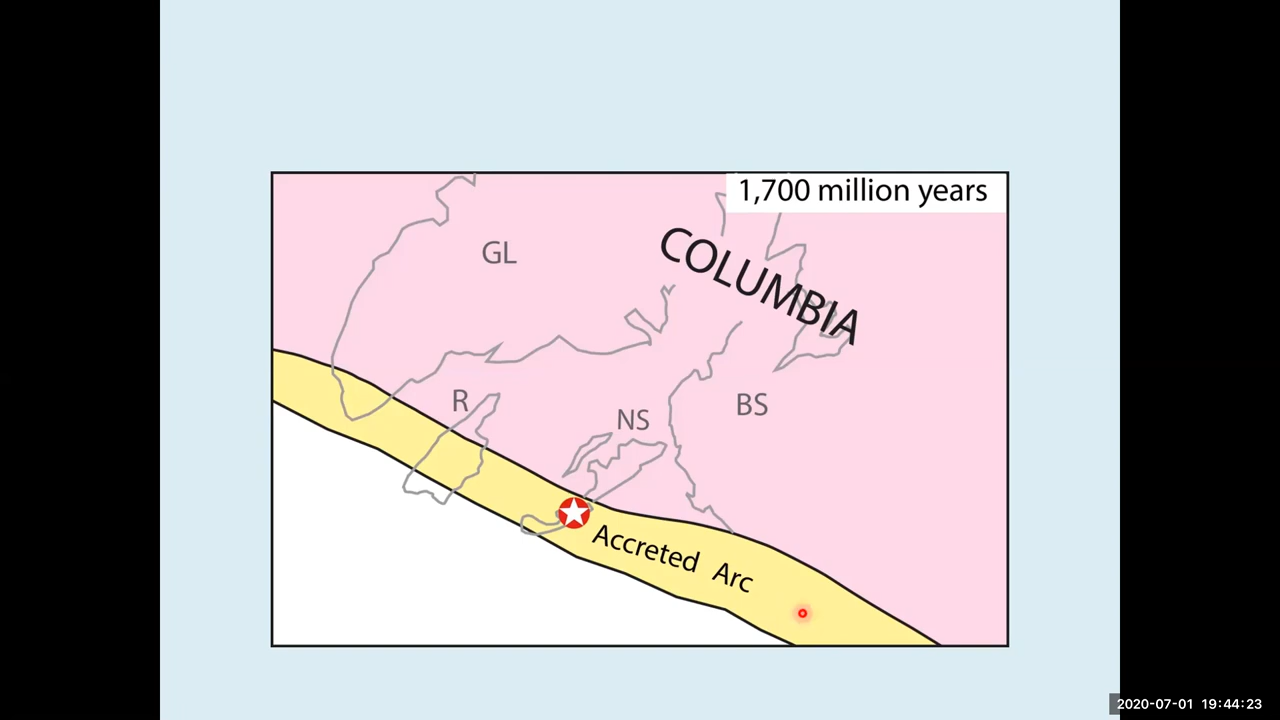 1,700 million years
GL
COLUMBIA
R
NS
BS
Accreted Arc
2020-07-01 19:44:23